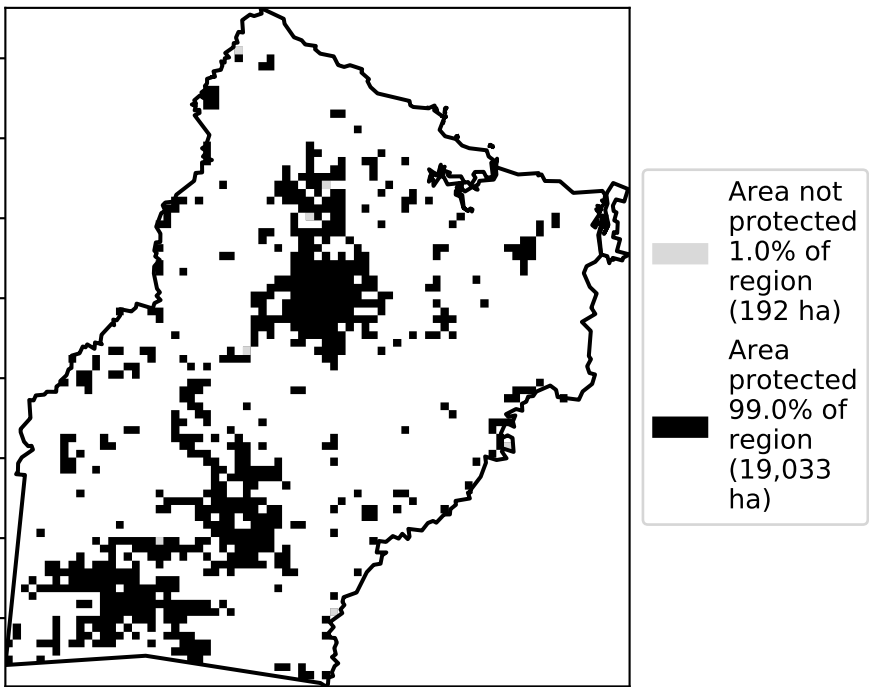 Area not
protected
1.0% of
region
(192 ha)
Area
protected
99.0% of
region
(19,033
ha)